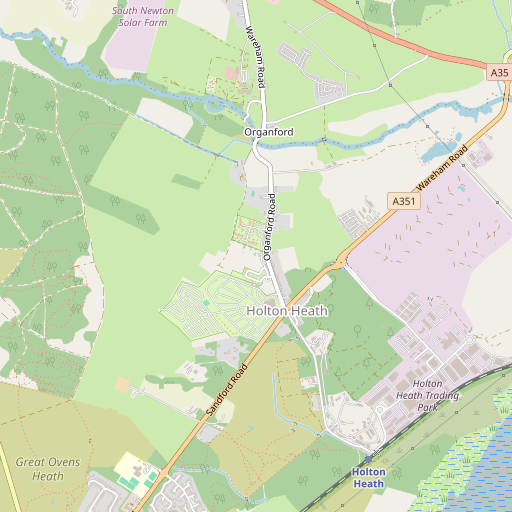 South Newton
Solar Farm
Wareham Road
A35
Organford
Wareham Road
A351
Organford Road
Holton Heath
Sandford Road
Holton
Heath Trading
Park
Great Ovens
Heath
Holton
Heath